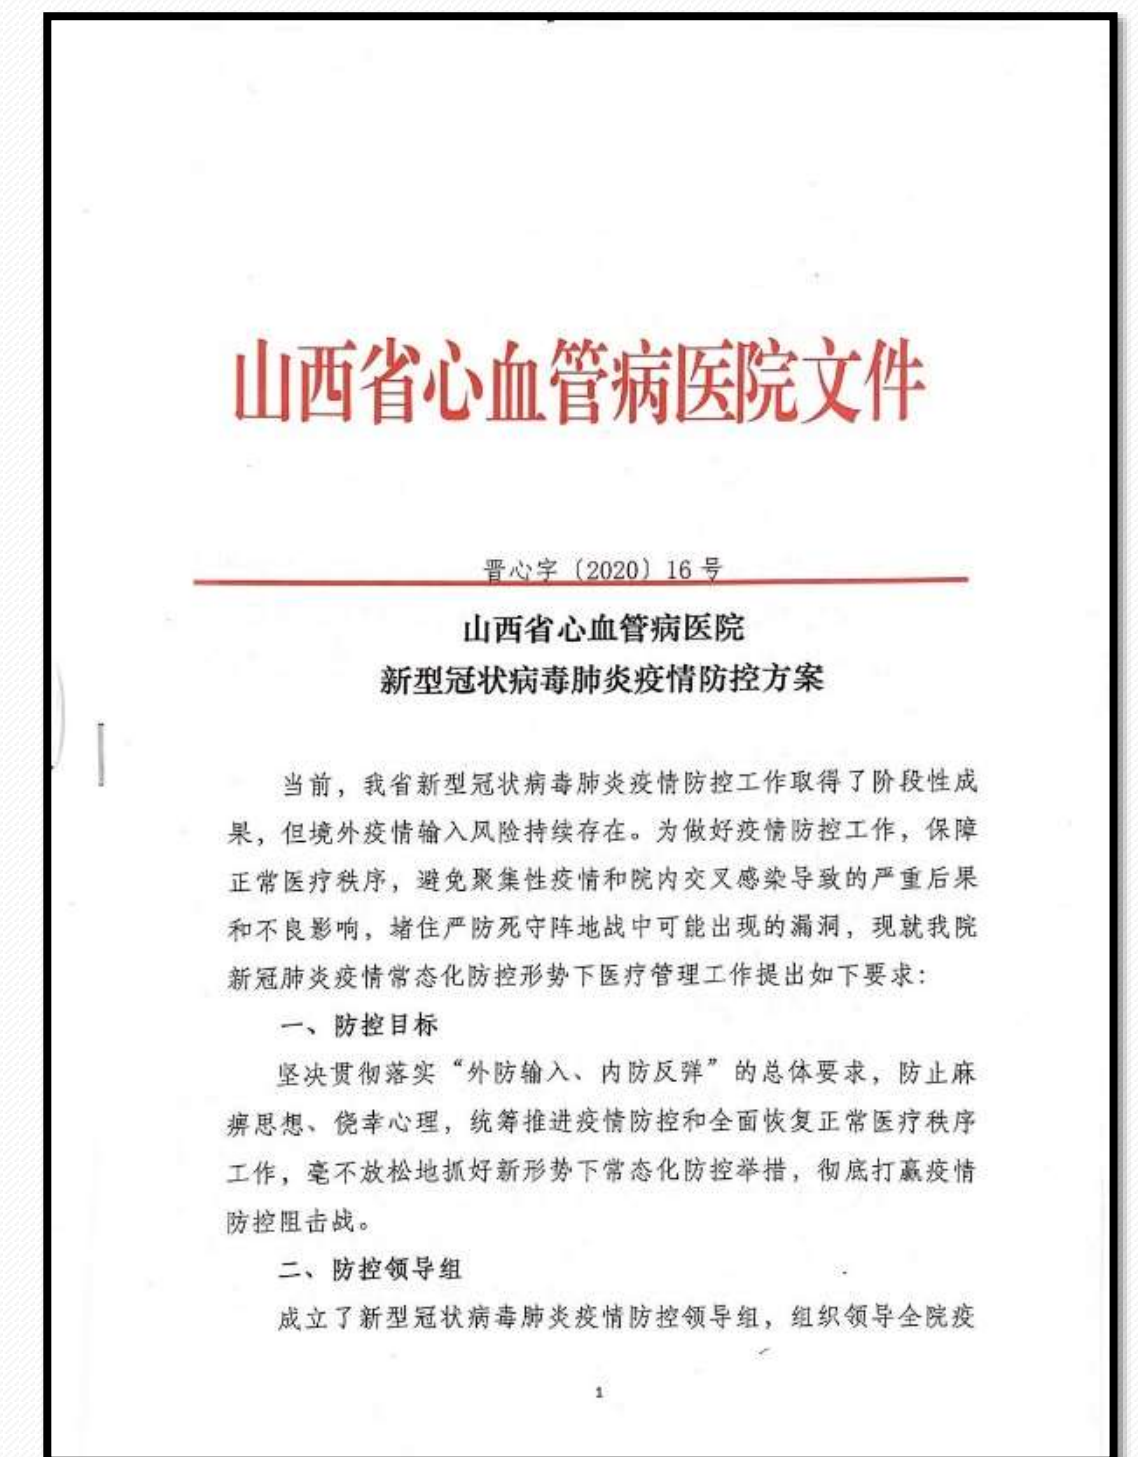 山西省心血管病医院文件
晋心字〔2020〕16号
山西省心血管病医院
新型冠状病毒肺炎疫情防控方案
当前，我省新型冠状病毒肺炎疫情防控工作取得了阶段性成
果，但境外疫情输入风险持续存在。为做好疫情防控工作，保障
正常医疗秩序，避免聚集性疫情和院内交叉感染导致的严重后果
和不良影响，堵住严防死守阵地战中可能出现的漏洞，现就我院
新冠肺炎疫情常态化防控形势下医疗管理工作提出如下要求：
一、防控目标
坚决贯彻落实“外防输入、内防反弹”的总体要求，防止麻
痹思想、侥幸心理，统筹推进疫情防控和全面恢复正常医疗秩序
工作，毫不放松地抓好新形势下常态化防控举措，彻底打赢疫情
防控阻击战。
二、防控领导组
成立了新型冠状病毒肺炎疫情防控领导组，组织领导全院疫
1